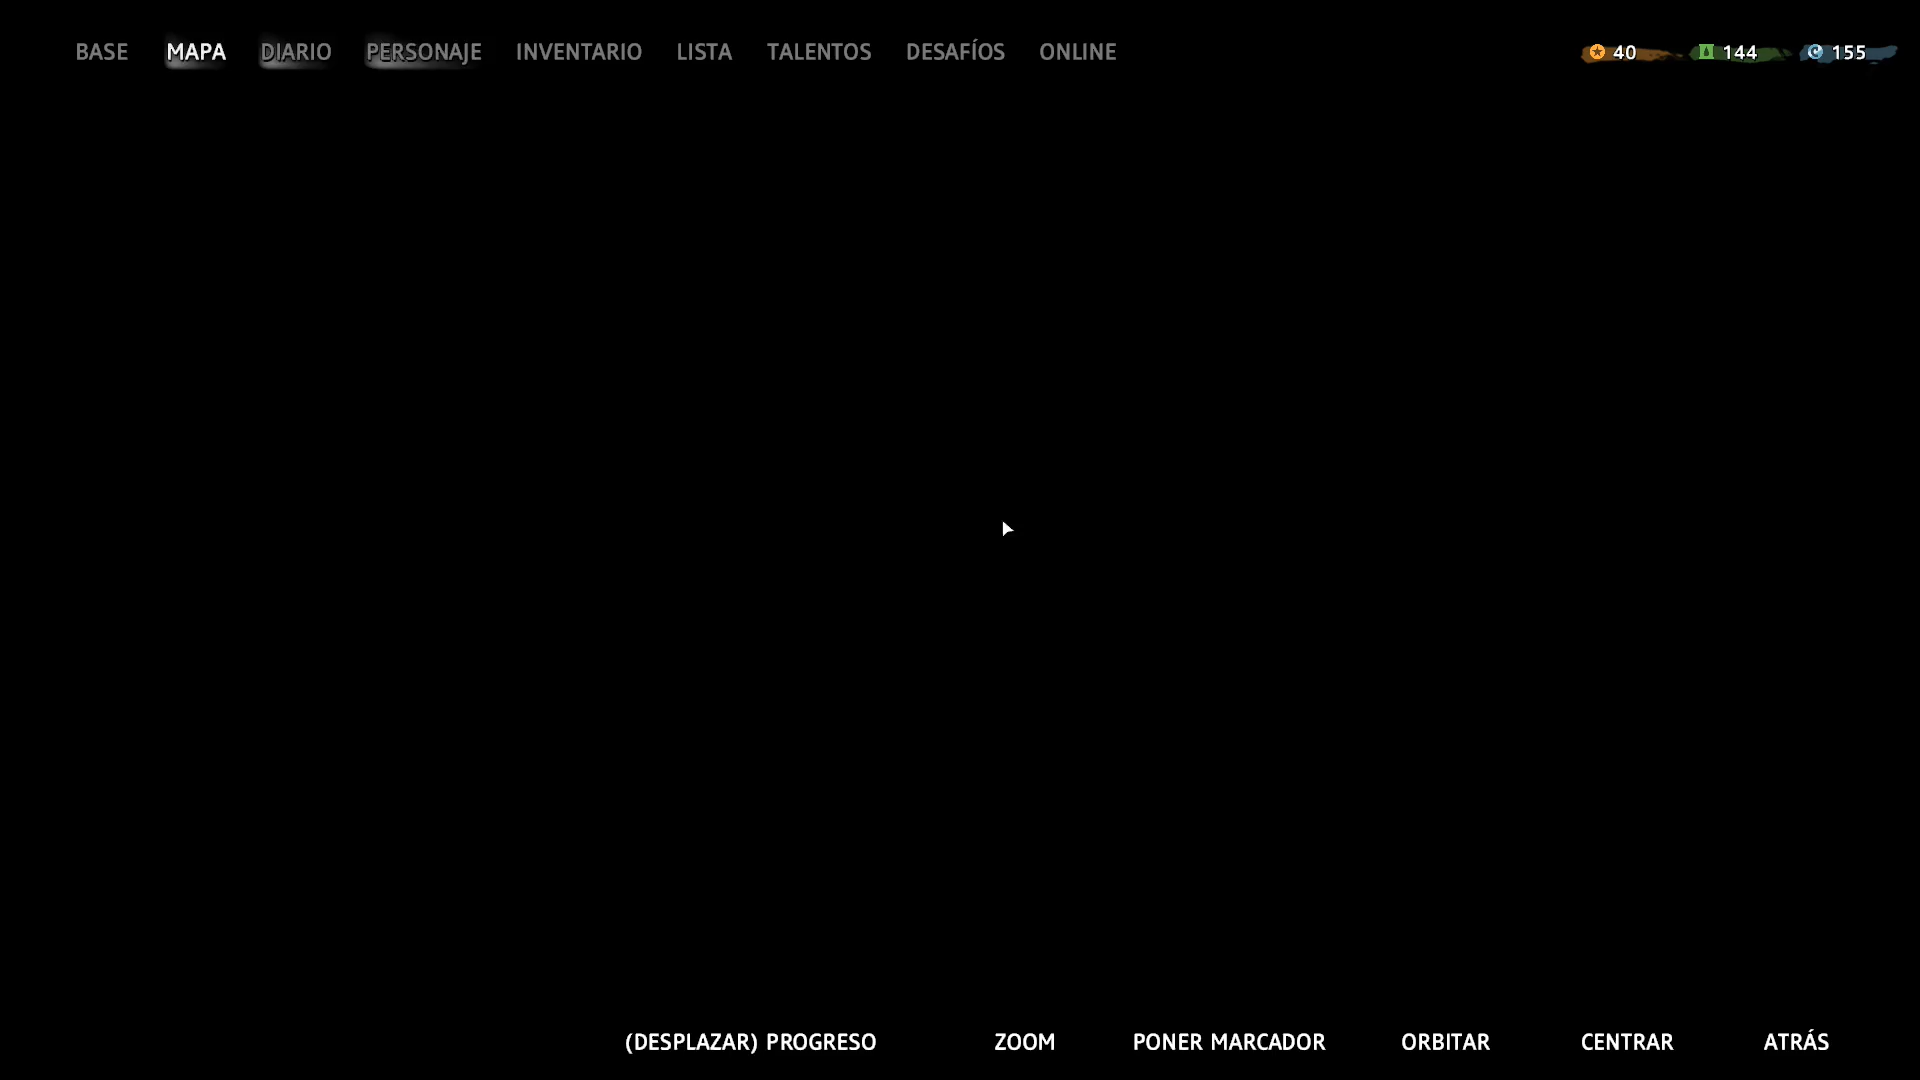 BASE MAPA DIARIO PERSONAJE INVENTARIO LISTA TALENTOS DESAFÍOS ONLINE 40 144 155
(DESPLAZAR) PROGRESO ZOOM PONER MARCADOR ORBITAR CENTRAR ATRÁS